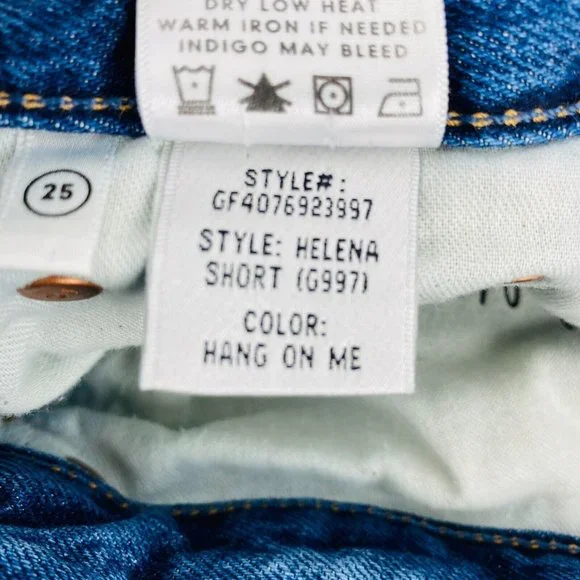 DRY LOW HEAT
WARM IRON IF NEEDED
INDIGO MAY BLEED
25
STYLE#:
GF4076923997
STYLE: HELENA
SHORT (G997)
COLOR:
HANG ON ME